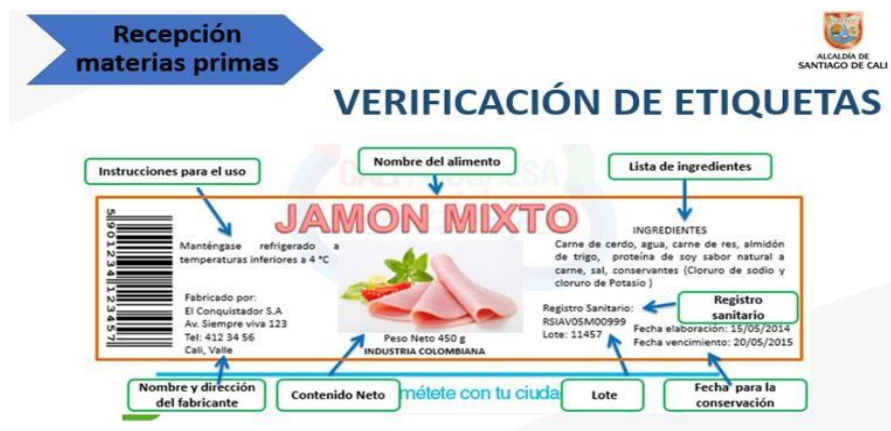 Recepción
materias primas
ALCALDÍA DE
SANTIAGO DE CALI
VERIFICACIÓN DE ETIQUETAS
Instrucciones para el uso
Nombre del alimento
Lista de ingredientes
JAMON MIXTO
5901234123457
Manténgase refrigerado a
temperaturas inferiores a 4 °C
Fabricado por:
El Conquistador S.A
Av. Siempre viva 123
Tel: 412 34 56
Cali, Valle
Peso Neto 450 g
INDUSTRIA COLOMBIANA
INGREDIENTES
Carne de cerdo, agua, carne de res, almidón
de trigo, proteína de soy sabor natural a
carne, sal, conservantes (Cloruro de sodio y
cloruro de Potasio )
Registro Sanitario:
RSIAV05M00999
Lote: 11457
Registro
sanitario
Fecha elaboración: 15/05/2014
Fecha vencimiento: 20/05/2015
Nombre y dirección
del fabricante
Contenido Neto
métete con tu ciuda
Lote
Fecha para la
conservación